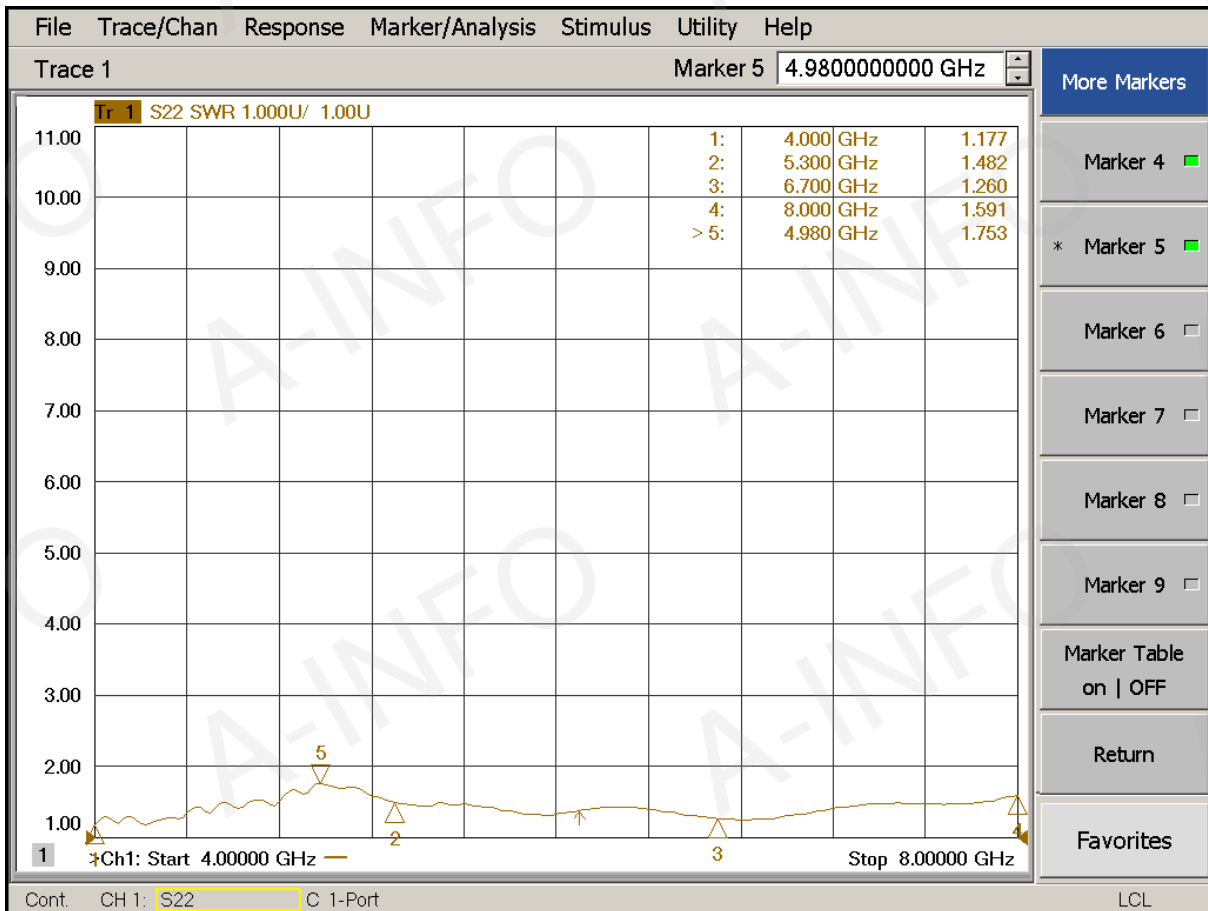 File Trace/Chan Response Marker/Analysis Stimulus Utility Help
Trace 1 Marker 5 4.9800000000 GHz
More Markers
Tr 1 S22 SWR 1.000U/ 1.00U
11.00
10.00
9.00
8.00
7.00
6.00
5.00
4.00
3.00
2.00
1.00
1: 4.000 GHz 1.177
2: 5.300 GHz 1.482
3: 6.700 GHz 1.260
4: 8.000 GHz 1.591
> 5: 4.980 GHz 1.753
5
2
3
4
1 >Ch1: Start 4.00000 GHz Stop 8.00000 GHz
Marker 4
* Marker 5
Marker 6
Marker 7
Marker 8
Marker 9
Marker Table
on | OFF
Return
Favorites
Cont. CH 1: S22 C 1-Port LCL
A-INFO
A-INFO
A-INFO
A-INFO